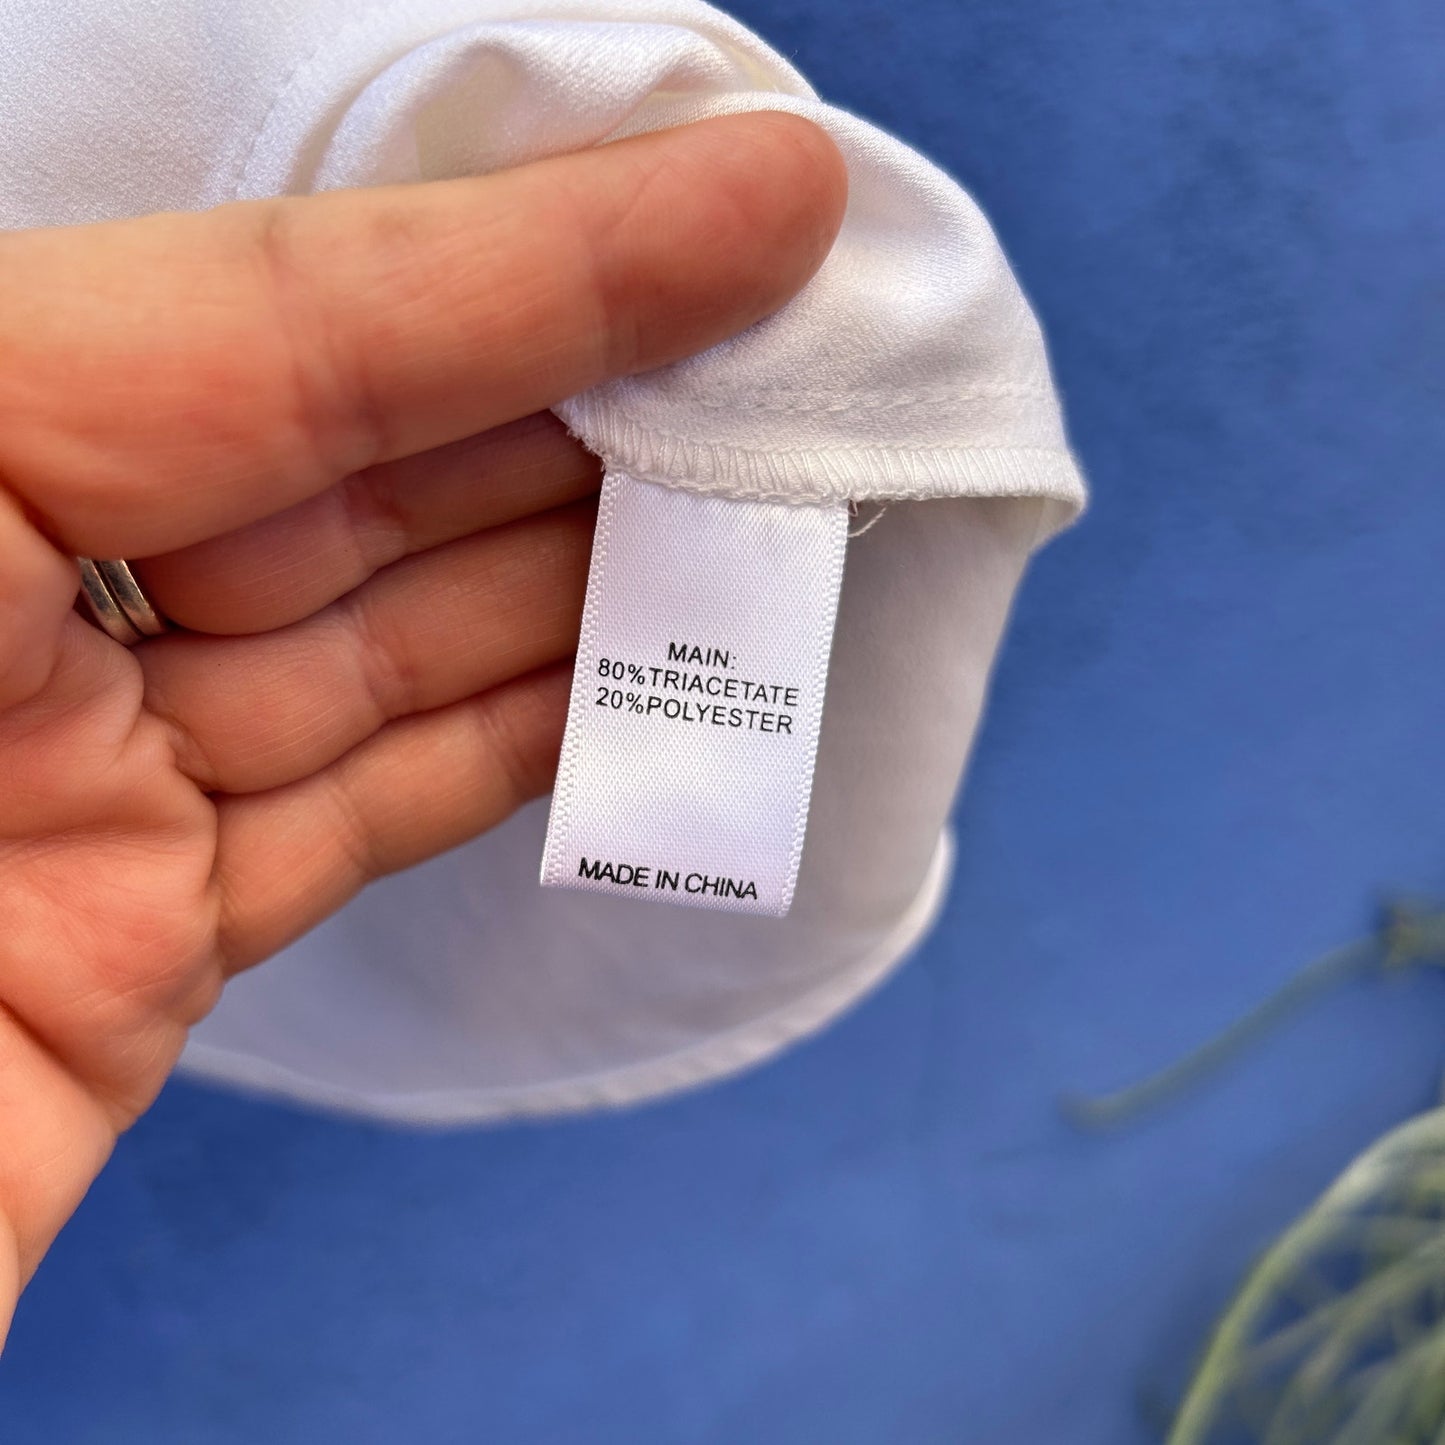 MAIN:
80%TRIACETATE
20%POLYESTER
MADE IN CHINA